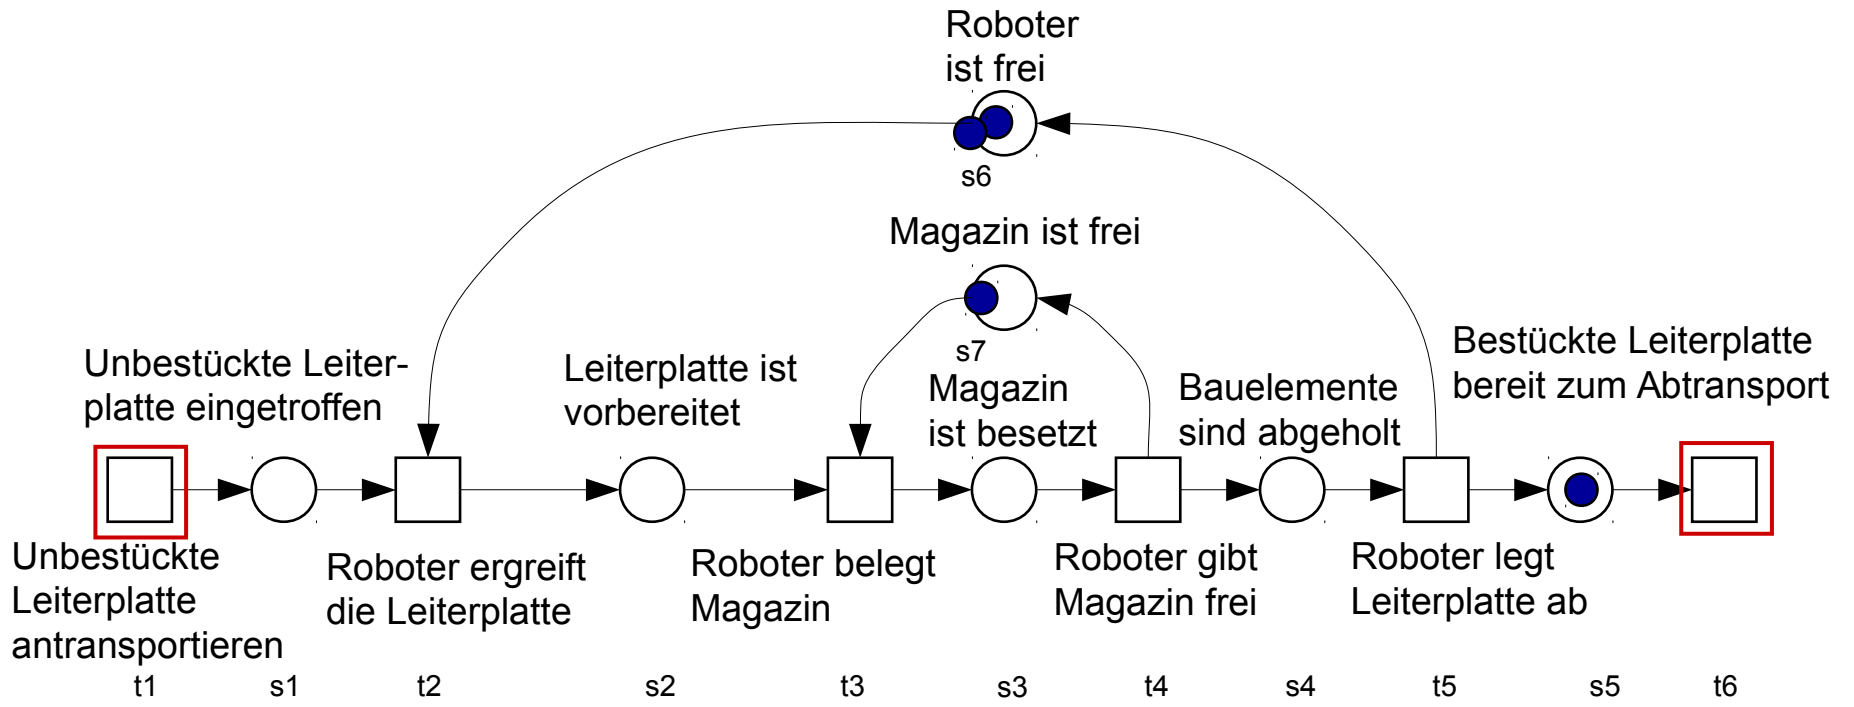 Roboter
ist frei
s6
Magazin ist frei
s7
Unbestückte Leiter-
platte eingetroffen
Leiterplatte ist
vorbereitet
Magazin
ist besetzt
Bauelemente
sind abgeholt
Bestückte Leiterplatte
bereit zum Abtransport
Unbestückte
Leiterplatte
antransportieren
Roboter ergreift
die Leiterplatte
Roboter belegt
Magazin
Roboter gibt
Magazin frei
Roboter legt
Leiterplatte ab
t1 s1 t2 s2 t3 s3 t4 s4 t5 s5 t6